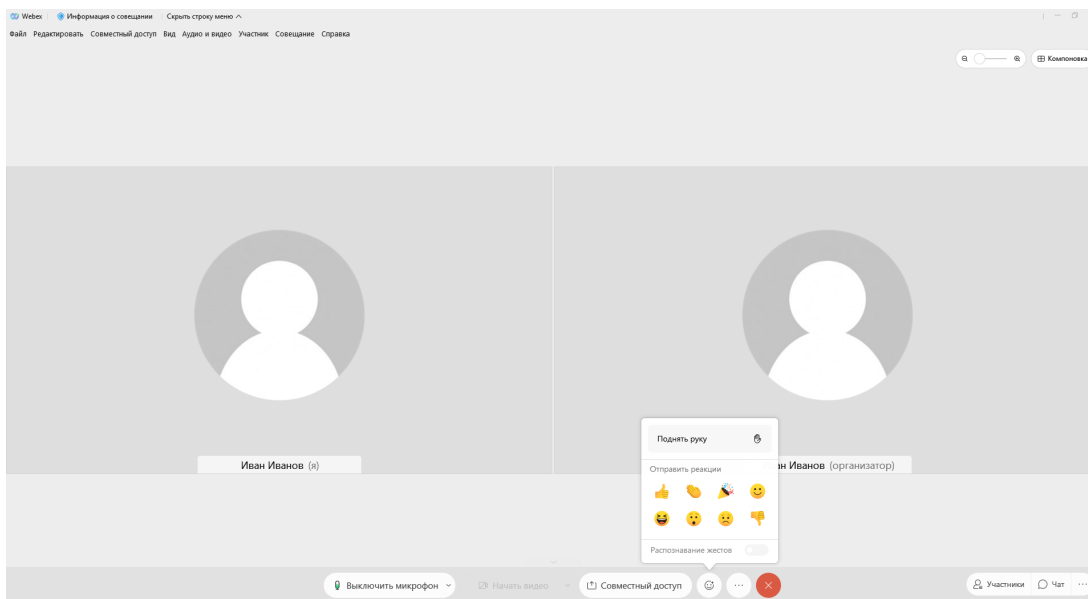 Webex Информация о совещании Скрыть строку меню
Файл Редактировать Совместный доступ Вид Аудио и видео Участник Совещание Справка
Компоновка
Поднять руку
Отправить реакции
Иван Иванов (я)
ан Иванов (организатор)
Распознавание жестов
Выключить микрофон Начать видео Совместный доступ Участники Чат